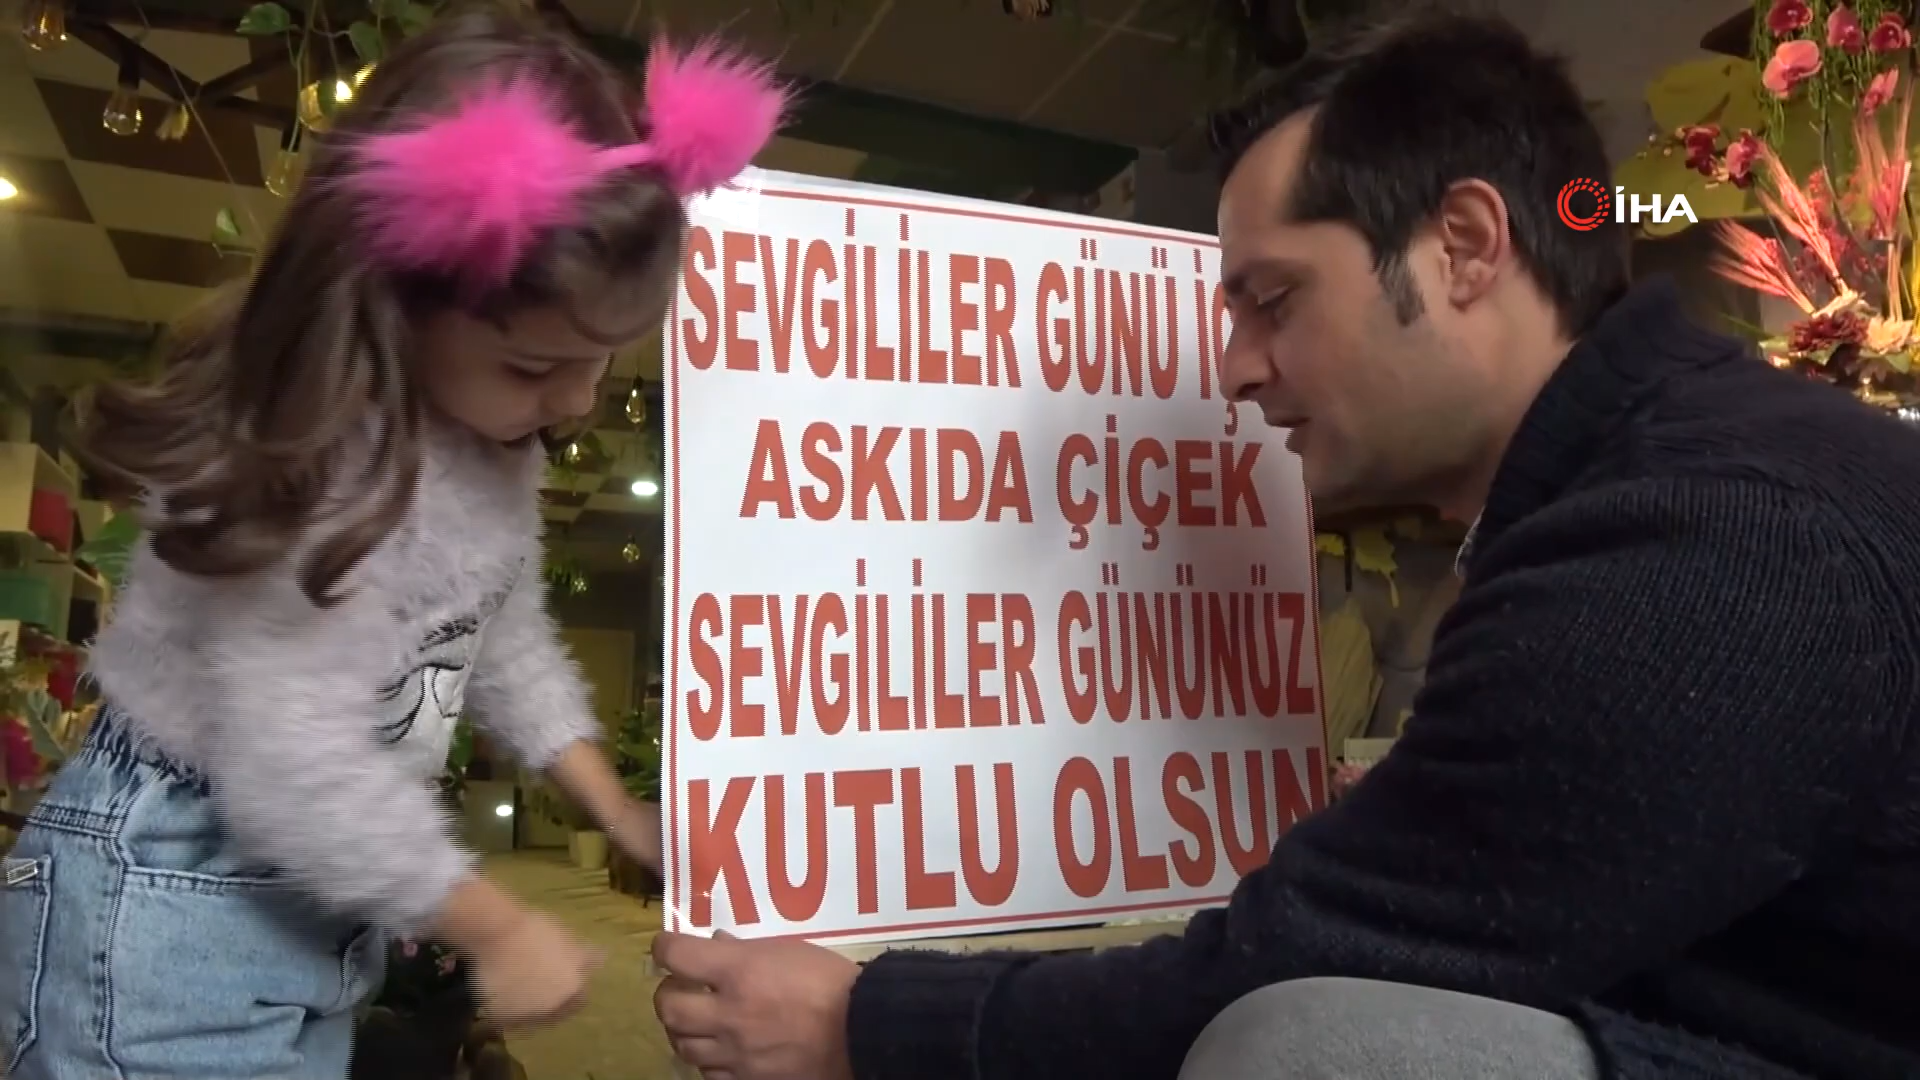 SEVGİLİLER GÜNÜ İÇ
ASKIDA ÇİÇEK
SEVGİLİLER GÜNÜNÜZ
KUTLU OLSUN
İHA